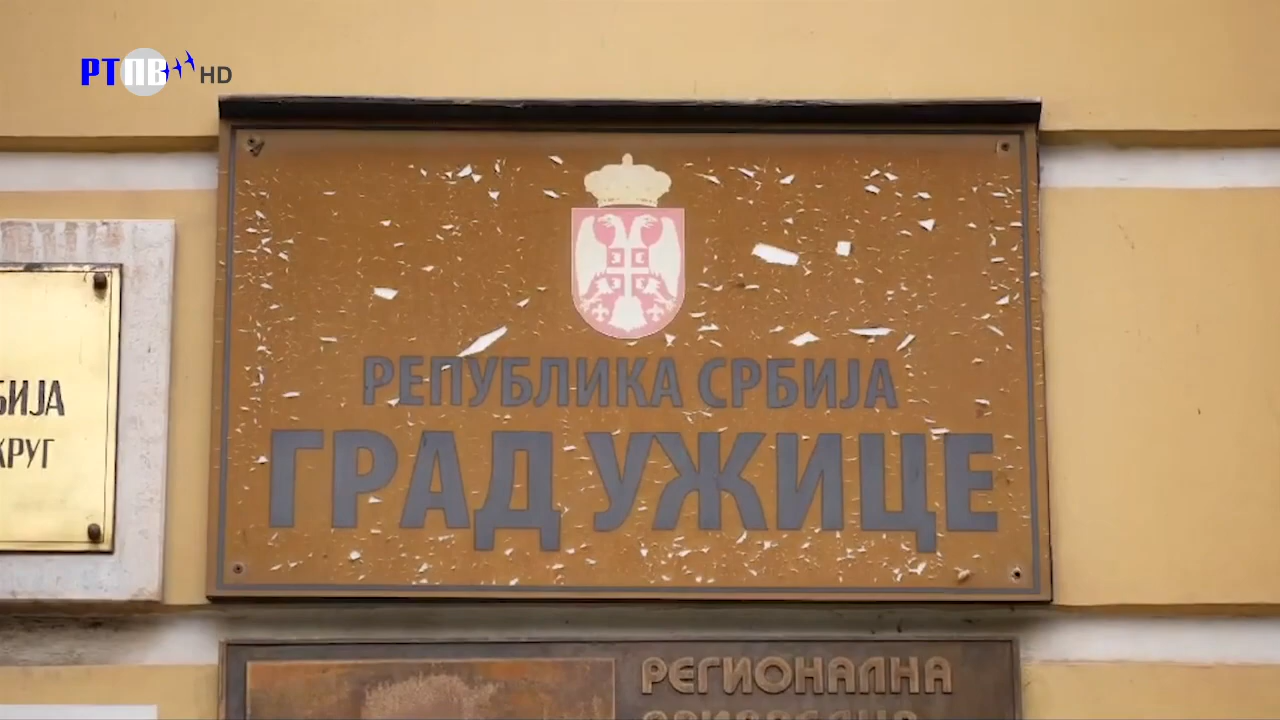 РТПВ HD
РЕПУБЛИКА СРБИЈА
ГРАД УЖИЦЕ
БИЈА
КРУГ
РЕГИОНАЛНА